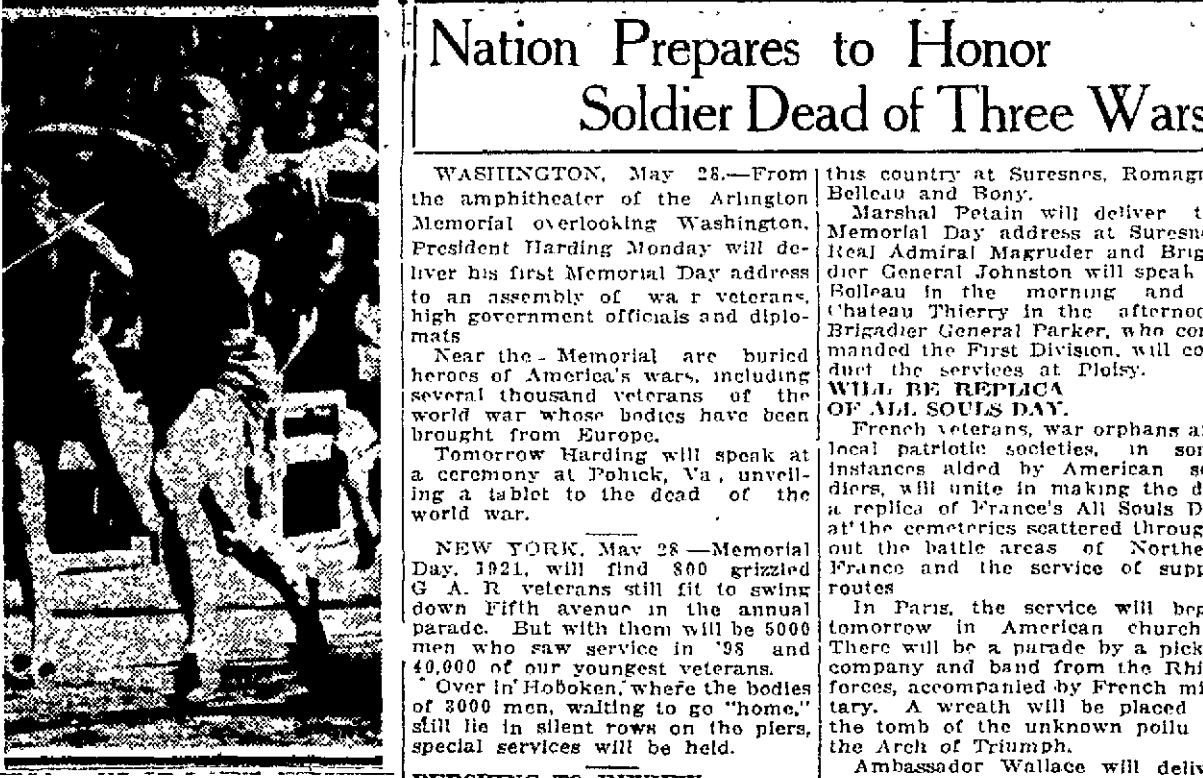 Nation Prepares to Honor
Soldier Dead of Three Wars
WASHINGTON, May 28.—From
the amphitheater of the Arlington
Memorial overlooking Washington,
President Harding Monday will de-
liver his first Memorial Day address
to an assembly of wa r veterans,
high government officials and diplo-
mats
Near the - Memorial are buried
heroes of America's wars, including
several thousand veterans of the
world war whose bodies have been
brought from Europe.
Tomorrow Harding will speak at
a ceremony at Pohick, Va, unveil-
ing a tablet to the dead of the
world war.
NEW YORK, May 28—Memorial
Day, 1921, will find 800 grizzled
G A. R veterans still fit to swing
down Fifth avenue in the annual
parade. But with them will be 5000
men who saw service in '98 and
40,000 of our youngest veterans.
Over in Hoboken, where the bodies
of 3000 men, waiting to go "home,"
still lie in silent rows on the piers,
special services will be held.
this country at Suresnes, Romagn
Belleau and Bony.
Marshal Petain will deliver t
Memorial Day address at Suresn
Real Admiral Magruder and Brig
dier General Johnston will speak
Bolleau in the morning and
Chateau Thierry in the afternoo
Brigadier General Parker, who co
manded the First Division, will co
duct the services at Ploisy.
WILL BE REPLICA
OF ALL SOULS DAY.
French veterans, war orphans a
local patriotic societies, in so
instances aided by American s
diers, will unite in making the d
a replica of France's All Souls D
at the cemeteries scattered throug
out the battle areas of Northe
France and the service of supp
routes
In Paris, the service will be
tomorrow in American church
There will be a parade by a pick
company and band from the Rhi
forces, accompanied by French mi
tary. A wreath will be placed
the tomb of the unknown poilu
the Arch of Triumph.
Ambassador Wallace will deliv